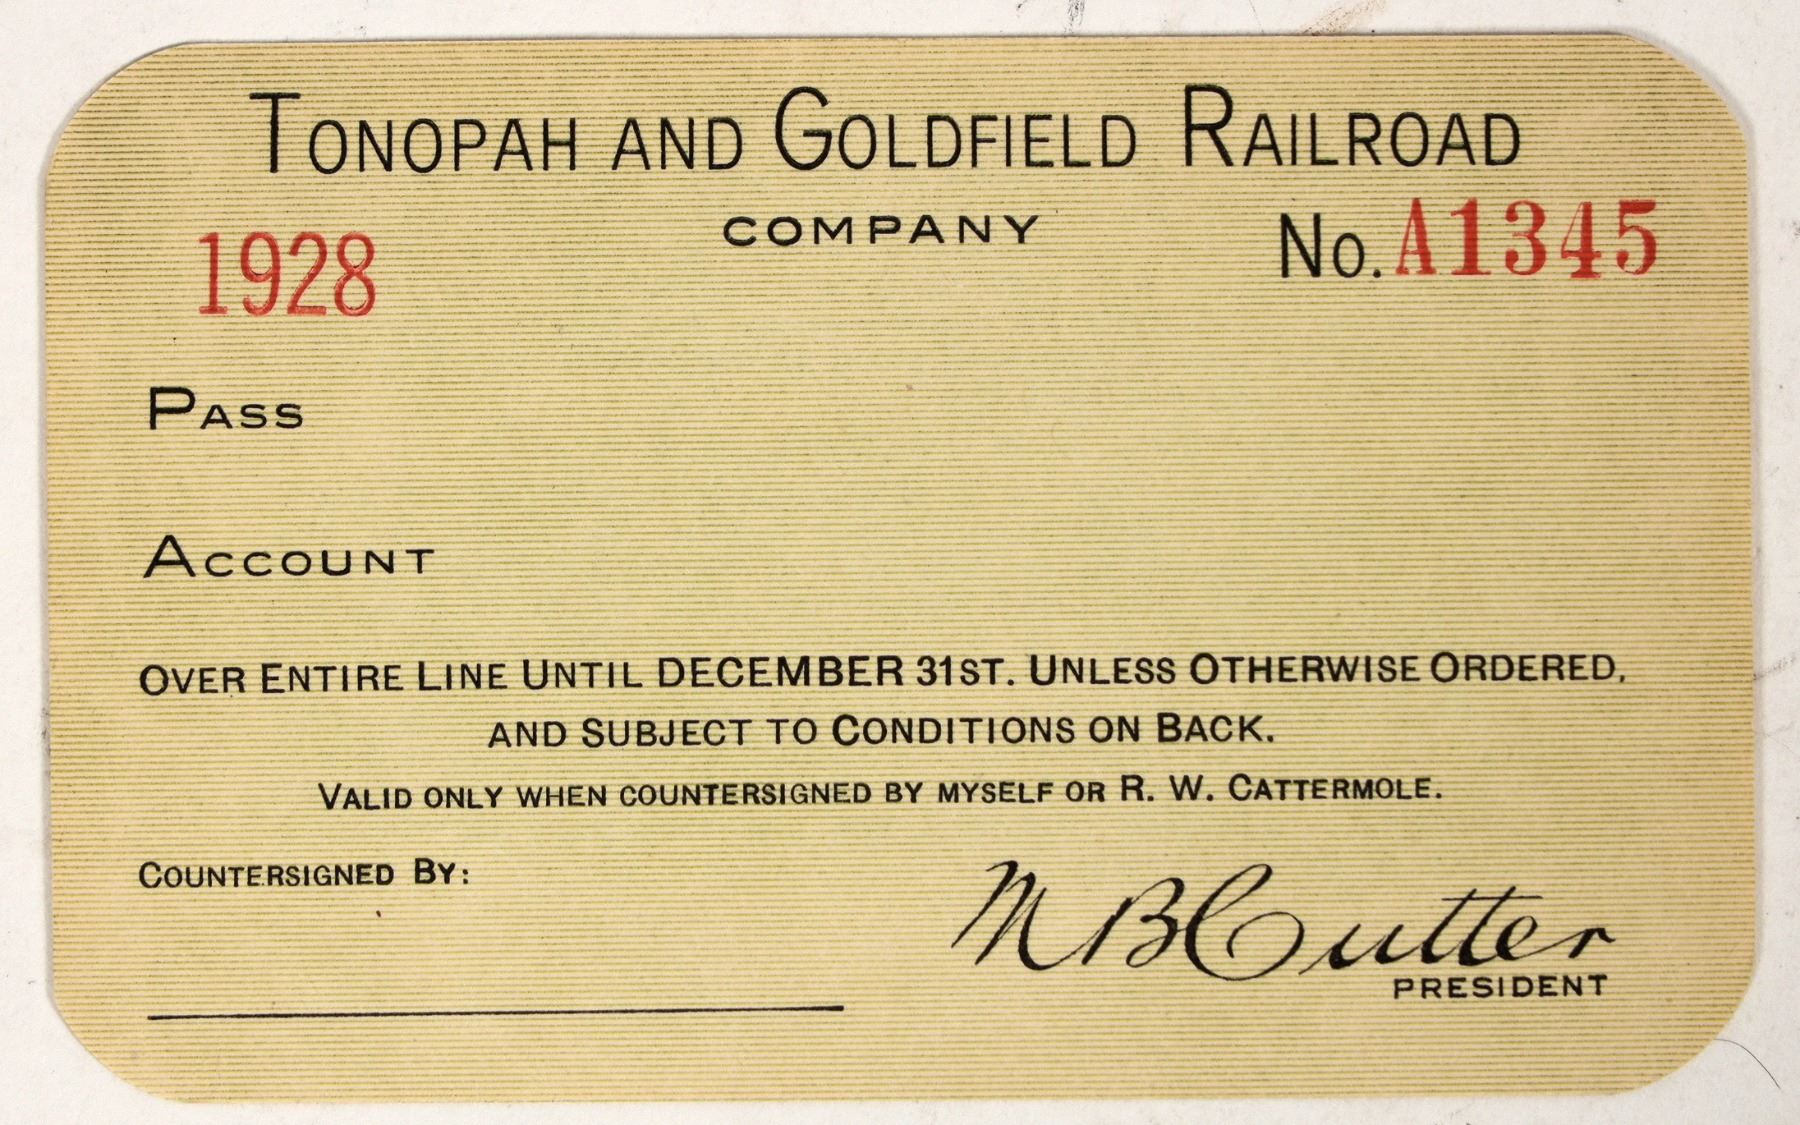 TONOPAH AND GOLDFIELD RAILROAD
COMPANY
1928
No. A1345
PASS
ACCOUNT
OVER ENTIRE LINE UNTIL DECEMBER 31ST. UNLESS OTHERWISE ORDERED,
AND SUBJECT TO CONDITIONS ON BACK.
VALID ONLY WHEN COUNTERSIGNED BY MYSELF OR R. W. CATTERMOLE.
COUNTERSIGNED BY:
M B Cutter
PRESIDENT